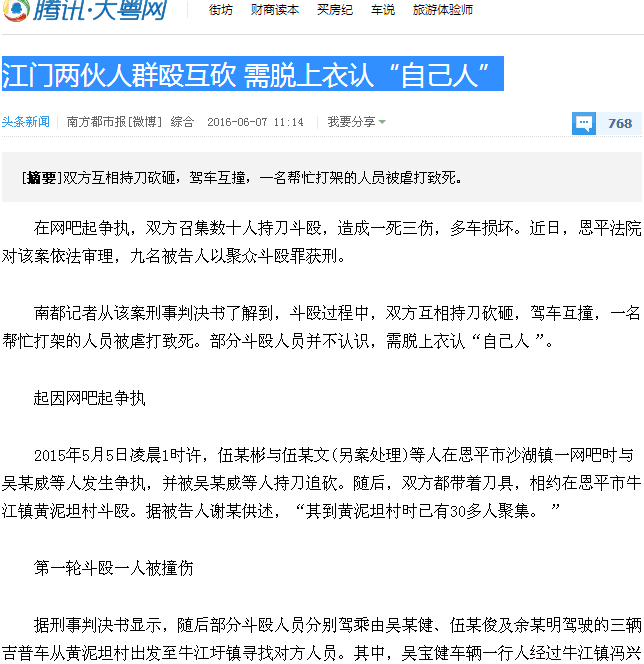 腾讯·大粤网 街坊 财商读本 买房纪 车说 旅游体验师
江门两伙人群殴互砍 需脱上衣认“自己人”
头条新闻 南方都市报[微博] 综合 2016-06-07 11:14 我要分享 768
[摘要]双方互相持刀砍砸，驾车互撞，一名帮忙打架的人员被虐打致死。
在网吧起争执，双方召集数十人持刀斗殴，造成一死三伤，多车损坏。近日，恩平法院
对该案依法审理，九名被告人以聚众斗殴罪获刑。
南都记者从该案刑事判决书了解到，斗殴过程中，双方互相持刀砍砸，驾车互撞，一名
帮忙打架的人员被虐打致死。部分斗殴人员并不认识，需脱上衣认“自己人 ”。
起因网吧起争执
2015年5月5日凌晨1时许，伍某彬与伍某文(另案处理)等人在恩平市沙湖镇一网吧时与
吴某威等人发生争执，并被吴某威等人持刀追砍。随后，双方都带着刀具，相约在恩平市牛
江镇黄泥坦村斗殴。据被告人谢某供述，“其到黄泥坦村时已有30多人聚集。 ”
第一轮斗殴一人被撞伤
据刑事判决书显示，随后部分斗殴人员分别驾乘由吴某健、伍某俊及余某明驾驶的三辆
吉普车从黄泥坦村出发至牛江圩镇寻找对方人员。其中，吴宝健车辆一行人经过牛江镇冯兴